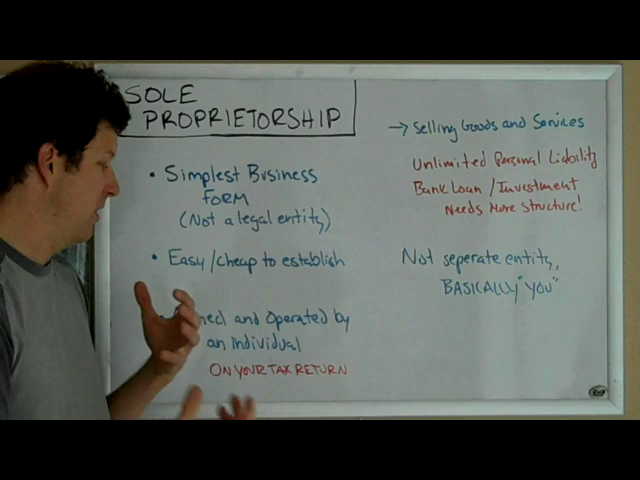 SOLE
PROPRIETORSHIP
• Simplest Business
FORM
(Not a legal entity)
• Easy/Cheap to establish
and Operated by
an individual
ON YOUR TAX RETURN
→ Selling Goods and Services
Unlimited Personal Liability
Bank Loan / Investment
Needs More Structure!
Not seperate entity,
BASICALLY "YOU"